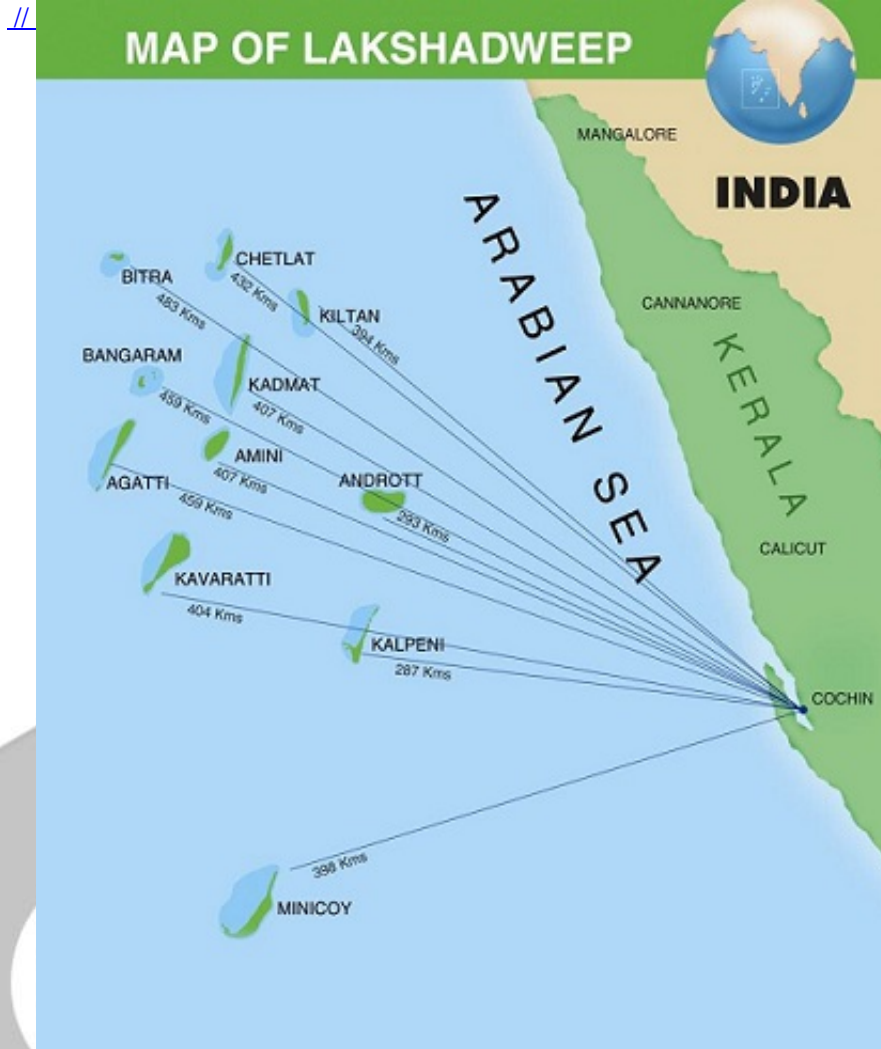 //
MAP OF LAKSHADWEEP
MANGALORE
INDIA
ARABIAN SEA
CHETLAT
BITRA
432 Kms
483 Kms
CANNANORE
KILTAN
394 Kms
KERALA
BANGARAM
KADMAT
459 Kms
407 Kms
AMINI
407 Kms
ANDROTT
AGATTI
459 Kms
293 Kms
CALICUT
KAVARATTI
404 Kms
KALPENI
287 Kms
COCHIN
398 Kms
MINICOY